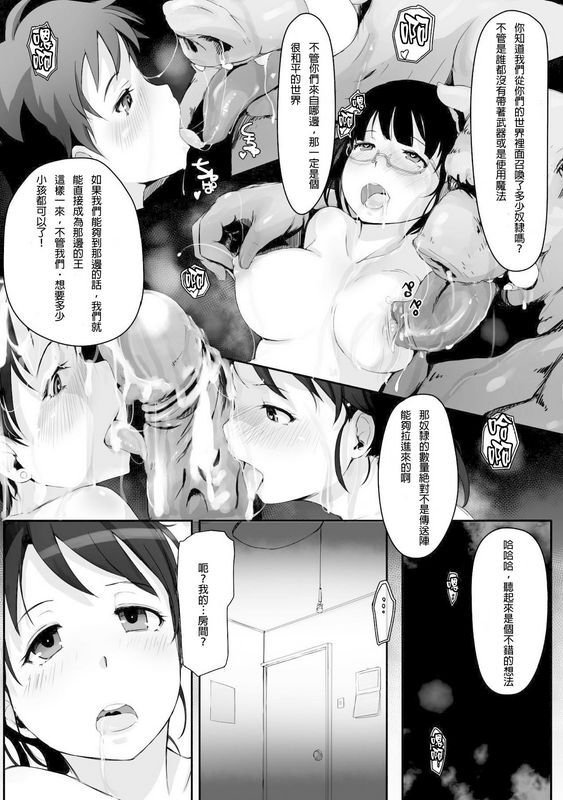 你知道我們從你們的世界裡面召喚了多少奴隸嗎？
不管是誰都沒有帶著武器或是使用魔法
不管你們來自哪邊，那一定是個
很和平的世界
如果我們能夠到那邊的話，我們就
能直接成為那邊的王
這樣一來，不管我們，想要多少
小孩都可以了！
那奴隸的數量絕對不是傳送陣
能夠拉進來的啊
哈哈哈，聽起來是個不錯的想法
呃？我的…房間？